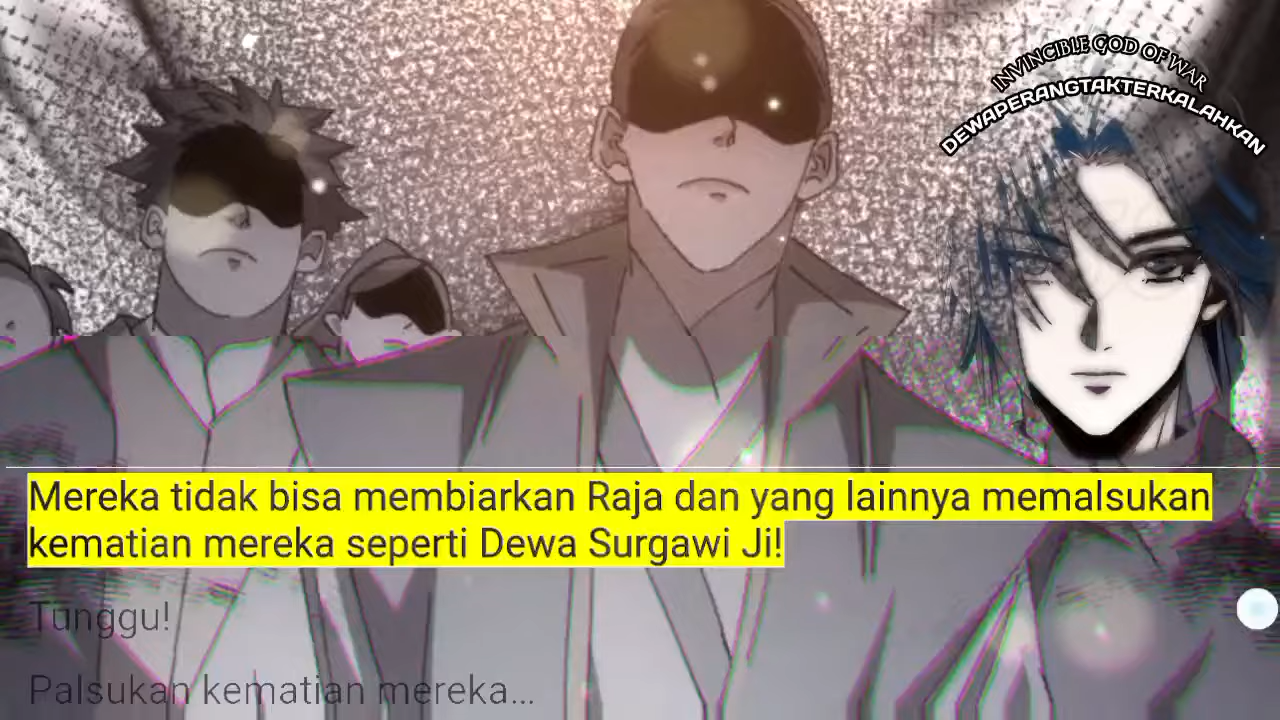 INVINCIBLE GOD OF WAR
DEWAPERANGTAKTERKALAHKAN
Mereka tidak bisa membiarkan Raja dan yang lainnya memalsukan
kematian mereka seperti Dewa Surgawi Ji!
Tunggu!
Palsukan kematian mereka...